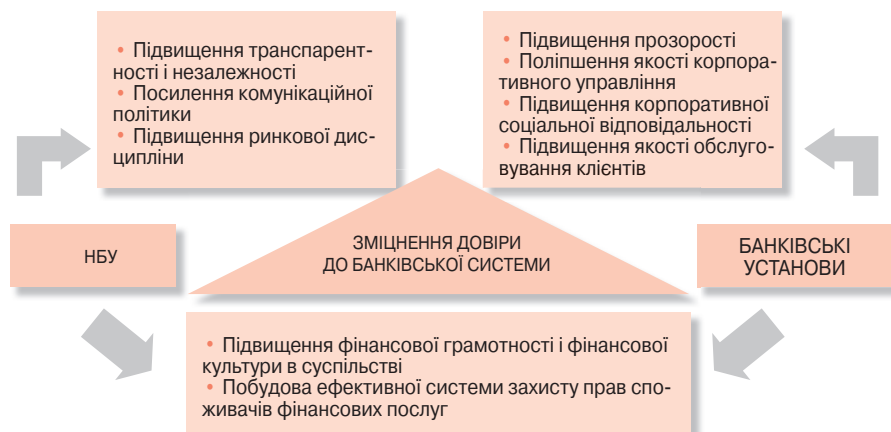 • Підвищення транспарент-
ності і незалежності
• Посилення комунікаційної
політики
• Підвищення ринкової дис-
ципліни
• Підвищення прозорості
• Поліпшення якості корпора-
тивного управління
• Підвищення корпоративної
соціальної відповідальності
• Підвищення якості обслуго-
вування клієнтів
НБУ
ЗМІЦНЕННЯ ДОВІРИ
ДО БАНКІВСЬКОЇ СИСТЕМИ
БАНКІВСЬКІ
УСТАНОВИ
• Підвищення фінансової грамотності і фінансової
культури в суспільстві
• Побудова ефективної системи захисту прав спо-
живачів фінансових послуг